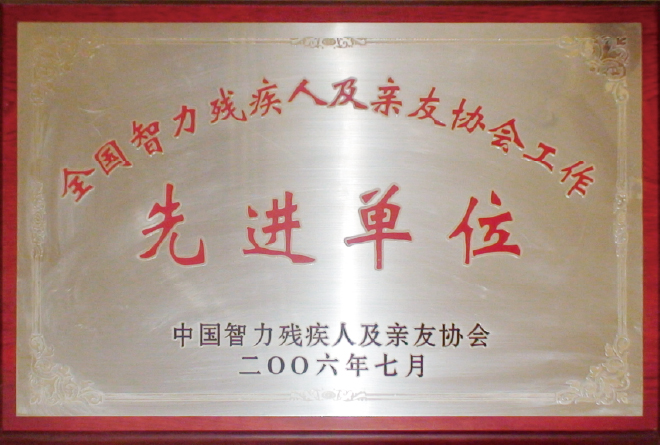 全国智力残疾人及亲友协会工作
先进单位
中国智力残疾人及亲友协会
二〇〇六年七月